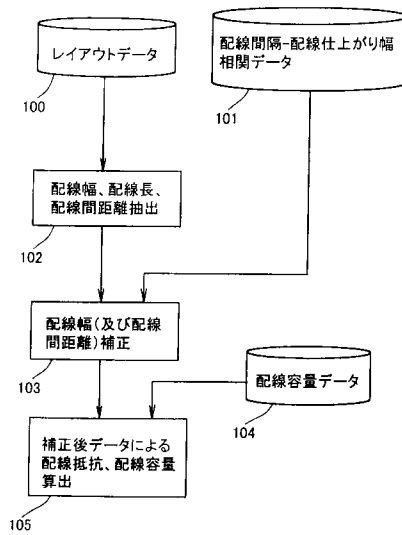 レイアウトデータ
100
配線間隔-配線仕上がり幅
相関データ
101
配線幅、配線長、
配線間距離抽出
102
配線幅(及び配線
間距離)補正
103
配線容量データ
104
補正後データによる
配線抵抗、配線容量
算出
105